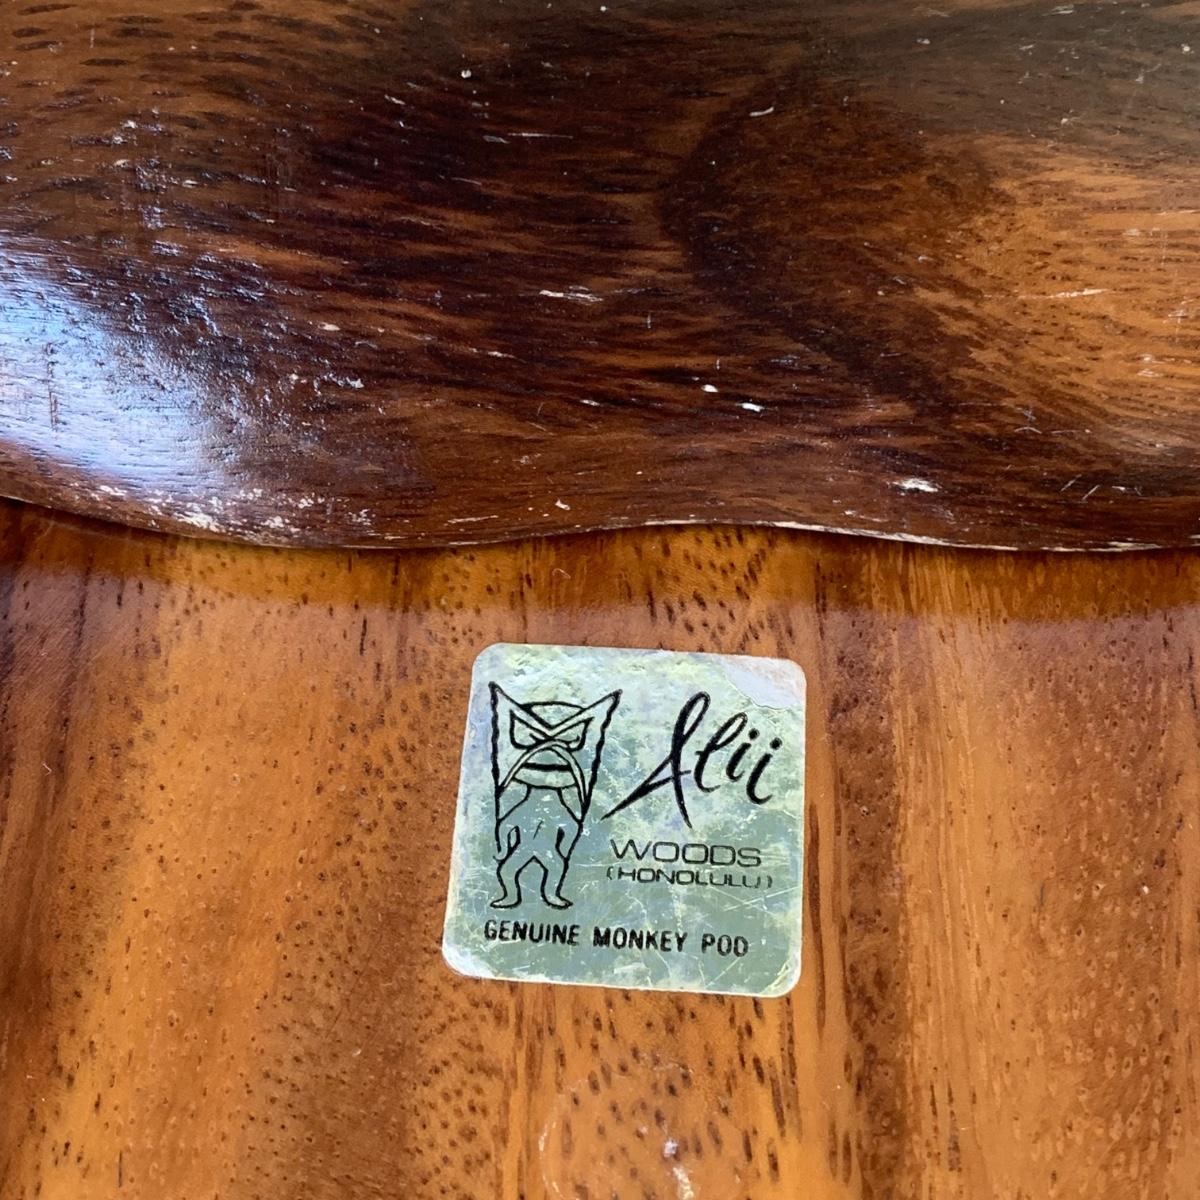 Alii
WOODS
(HONOLULU)
GENUINE MONKEY POD